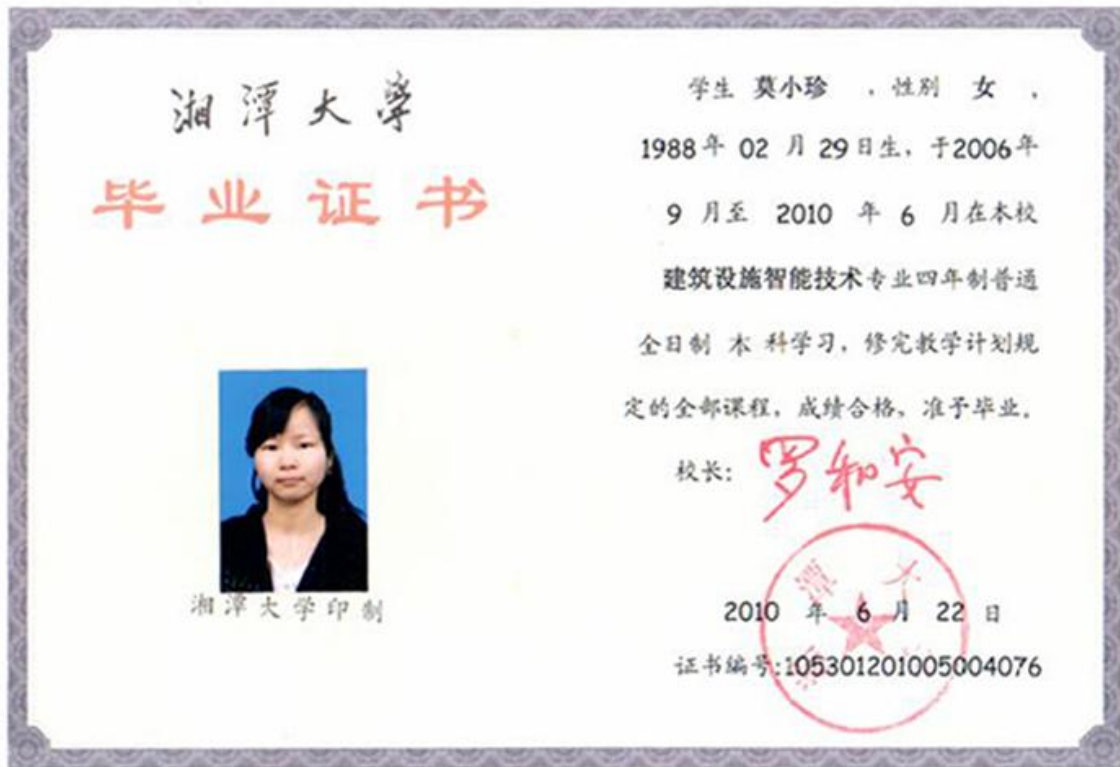 湘潭大学
毕业证书
湘潭大学印制
学生 莫小珍 ，性别 女 ，
1988年 02 月 29日生，于2006年
9 月至 2010 年 6 月在本校
建筑设施智能技术专业四年制普通
全日制 本 科学习，修完教学计划规
定的全部课程，成绩合格，准予毕业。
校长：罗和安
湘潭大学
2010 年 6 月 22 日
证书编号:105301201005004076